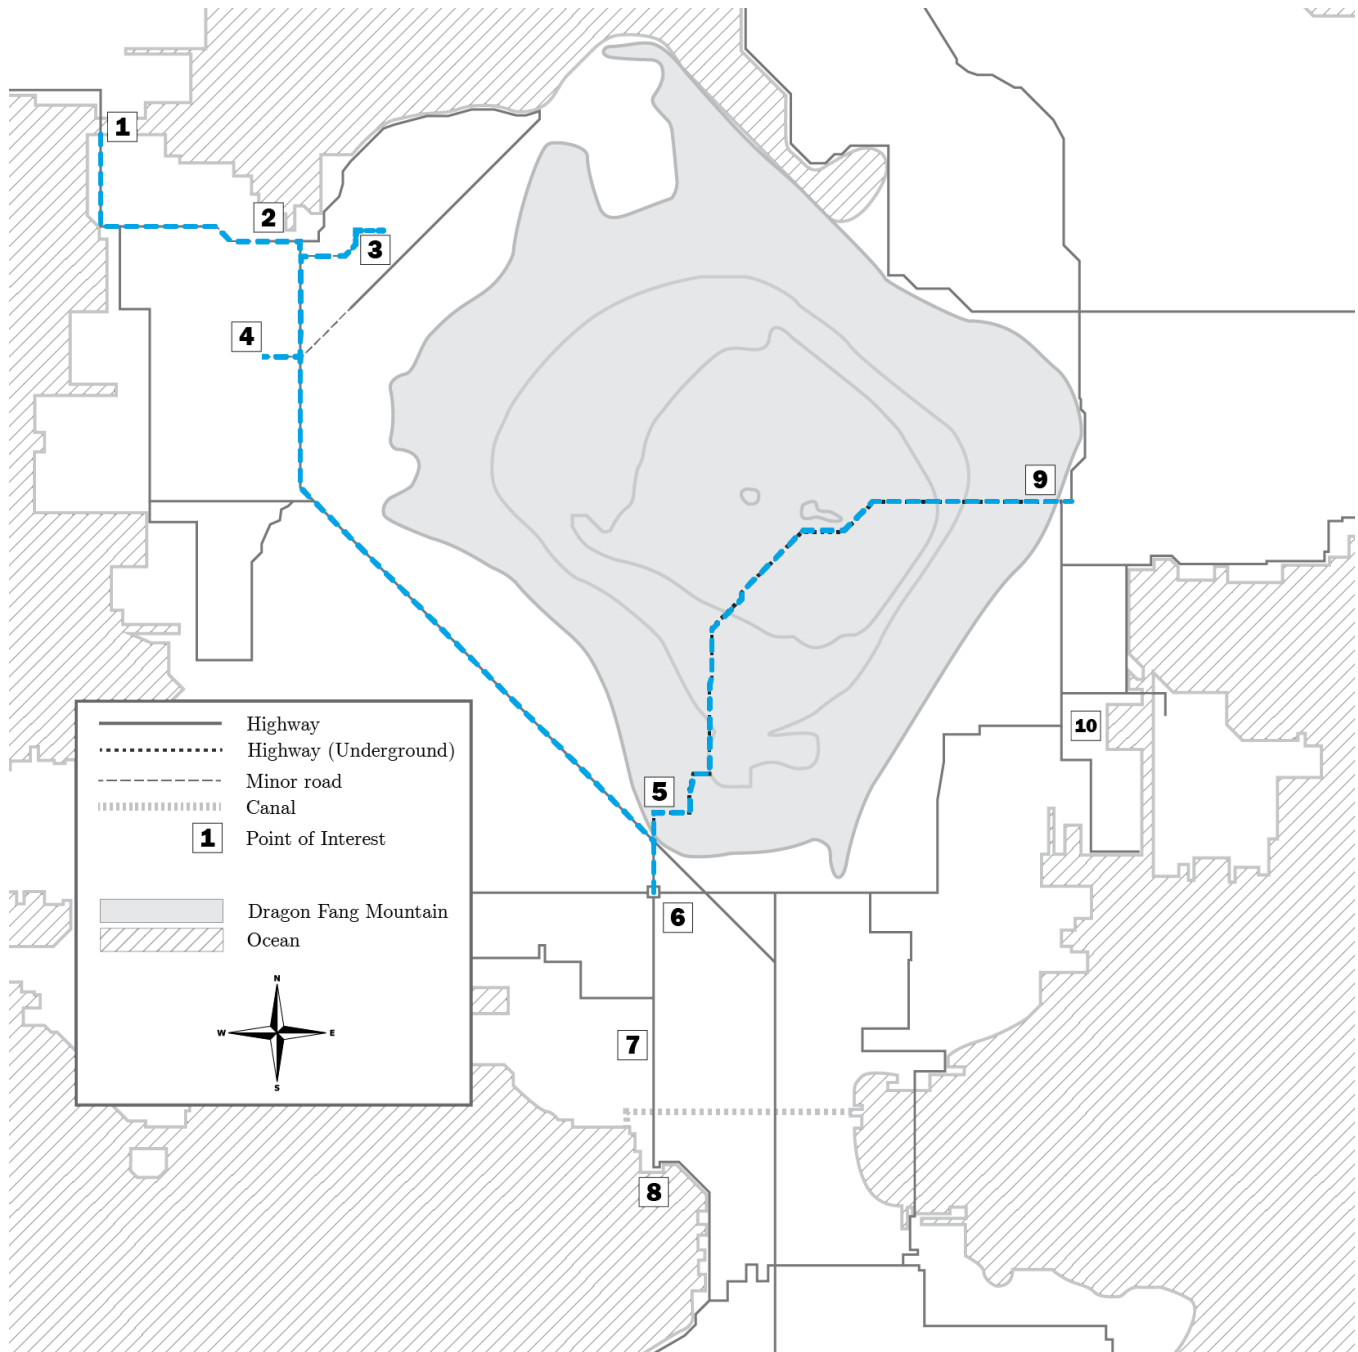 1
2
3
4
9
10
5
6
7
8
Highway
Highway (Underground)
Minor road
Canal
1 Point of Interest
Dragon Fang Mountain
Ocean
N
W E
S